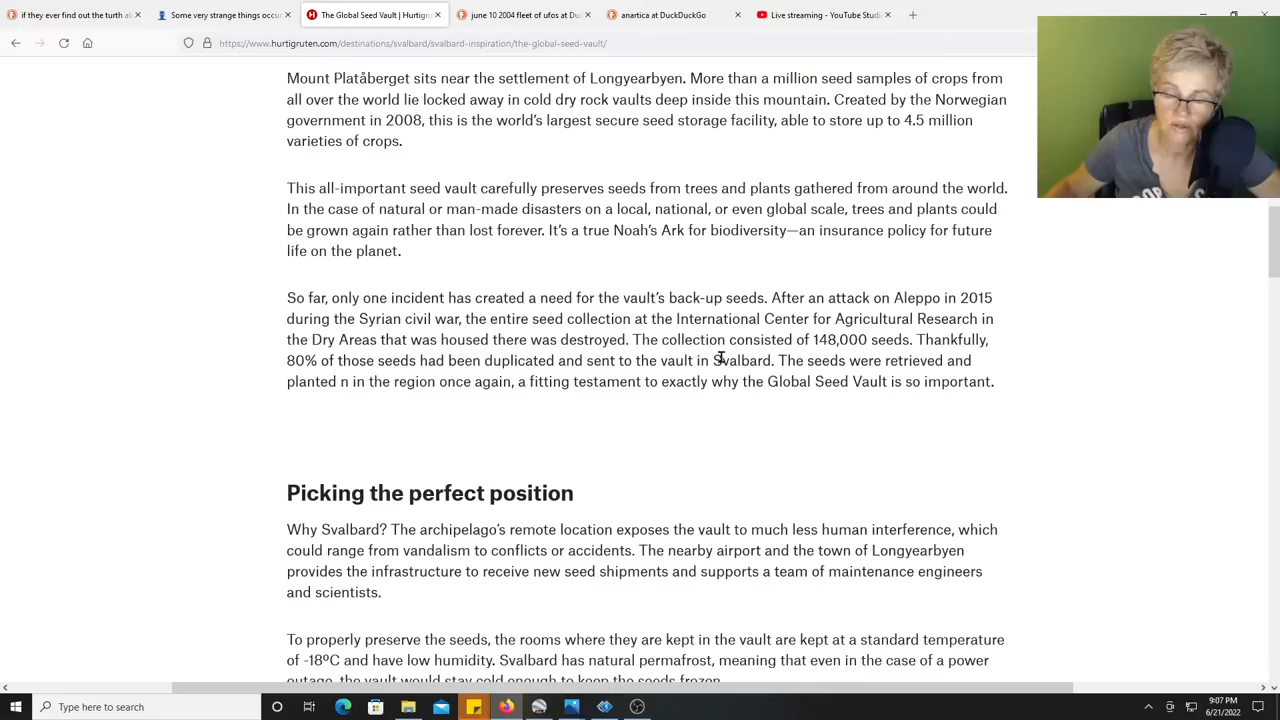 if they ever find out the turth al
Some very strange things occur
The Global Seed Vault | Hurtigru
june 10 2004 fleet of ufos at Du
anartica at DuckDuckGo
Live streaming - YouTube Studi
https://www.hurtigruten.com/destinations/svalbard/svalbard-inspiration/the-global-seed-vault/
Mount Platåberget sits near the settlement of Longyearbyen. More than a million seed samples of crops from
all over the world lie locked away in cold dry rock vaults deep inside this mountain. Created by the Norwegian
government in 2008, this is the world's largest secure seed storage facility, able to store up to 4.5 million
varieties of crops.
This all-important seed vault carefully preserves seeds from trees and plants gathered from around the world.
In the case of natural or man-made disasters on a local, national, or even global scale, trees and plants could
be grown again rather than lost forever. It's a true Noah's Ark for biodiversity—an insurance policy for future
life on the planet.
So far, only one incident has created a need for the vault's back-up seeds. After an attack on Aleppo in 2015
during the Syrian civil war, the entire seed collection at the International Center for Agricultural Research in
the Dry Areas that was housed there was destroyed. The collection consisted of 148,000 seeds. Thankfully,
80% of those seeds had been duplicated and sent to the vault in Svalbard. The seeds were retrieved and
planted n in the region once again, a fitting testament to exactly why the Global Seed Vault is so important.
Picking the perfect position
Why Svalbard? The archipelago's remote location exposes the vault to much less human interference, which
could range from vandalism to conflicts or accidents. The nearby airport and the town of Longyearbyen
provides the infrastructure to receive new seed shipments and supports a team of maintenance engineers
and scientists.
To properly preserve the seeds, the rooms where they are kept in the vault are kept at a standard temperature
of -18ºC and have low humidity. Svalbard has natural permafrost, meaning that even in the case of a power
outage, the vault would stay cold enough to keep the seeds frozen.
Type here to search
9:07 PM
6/21/2022